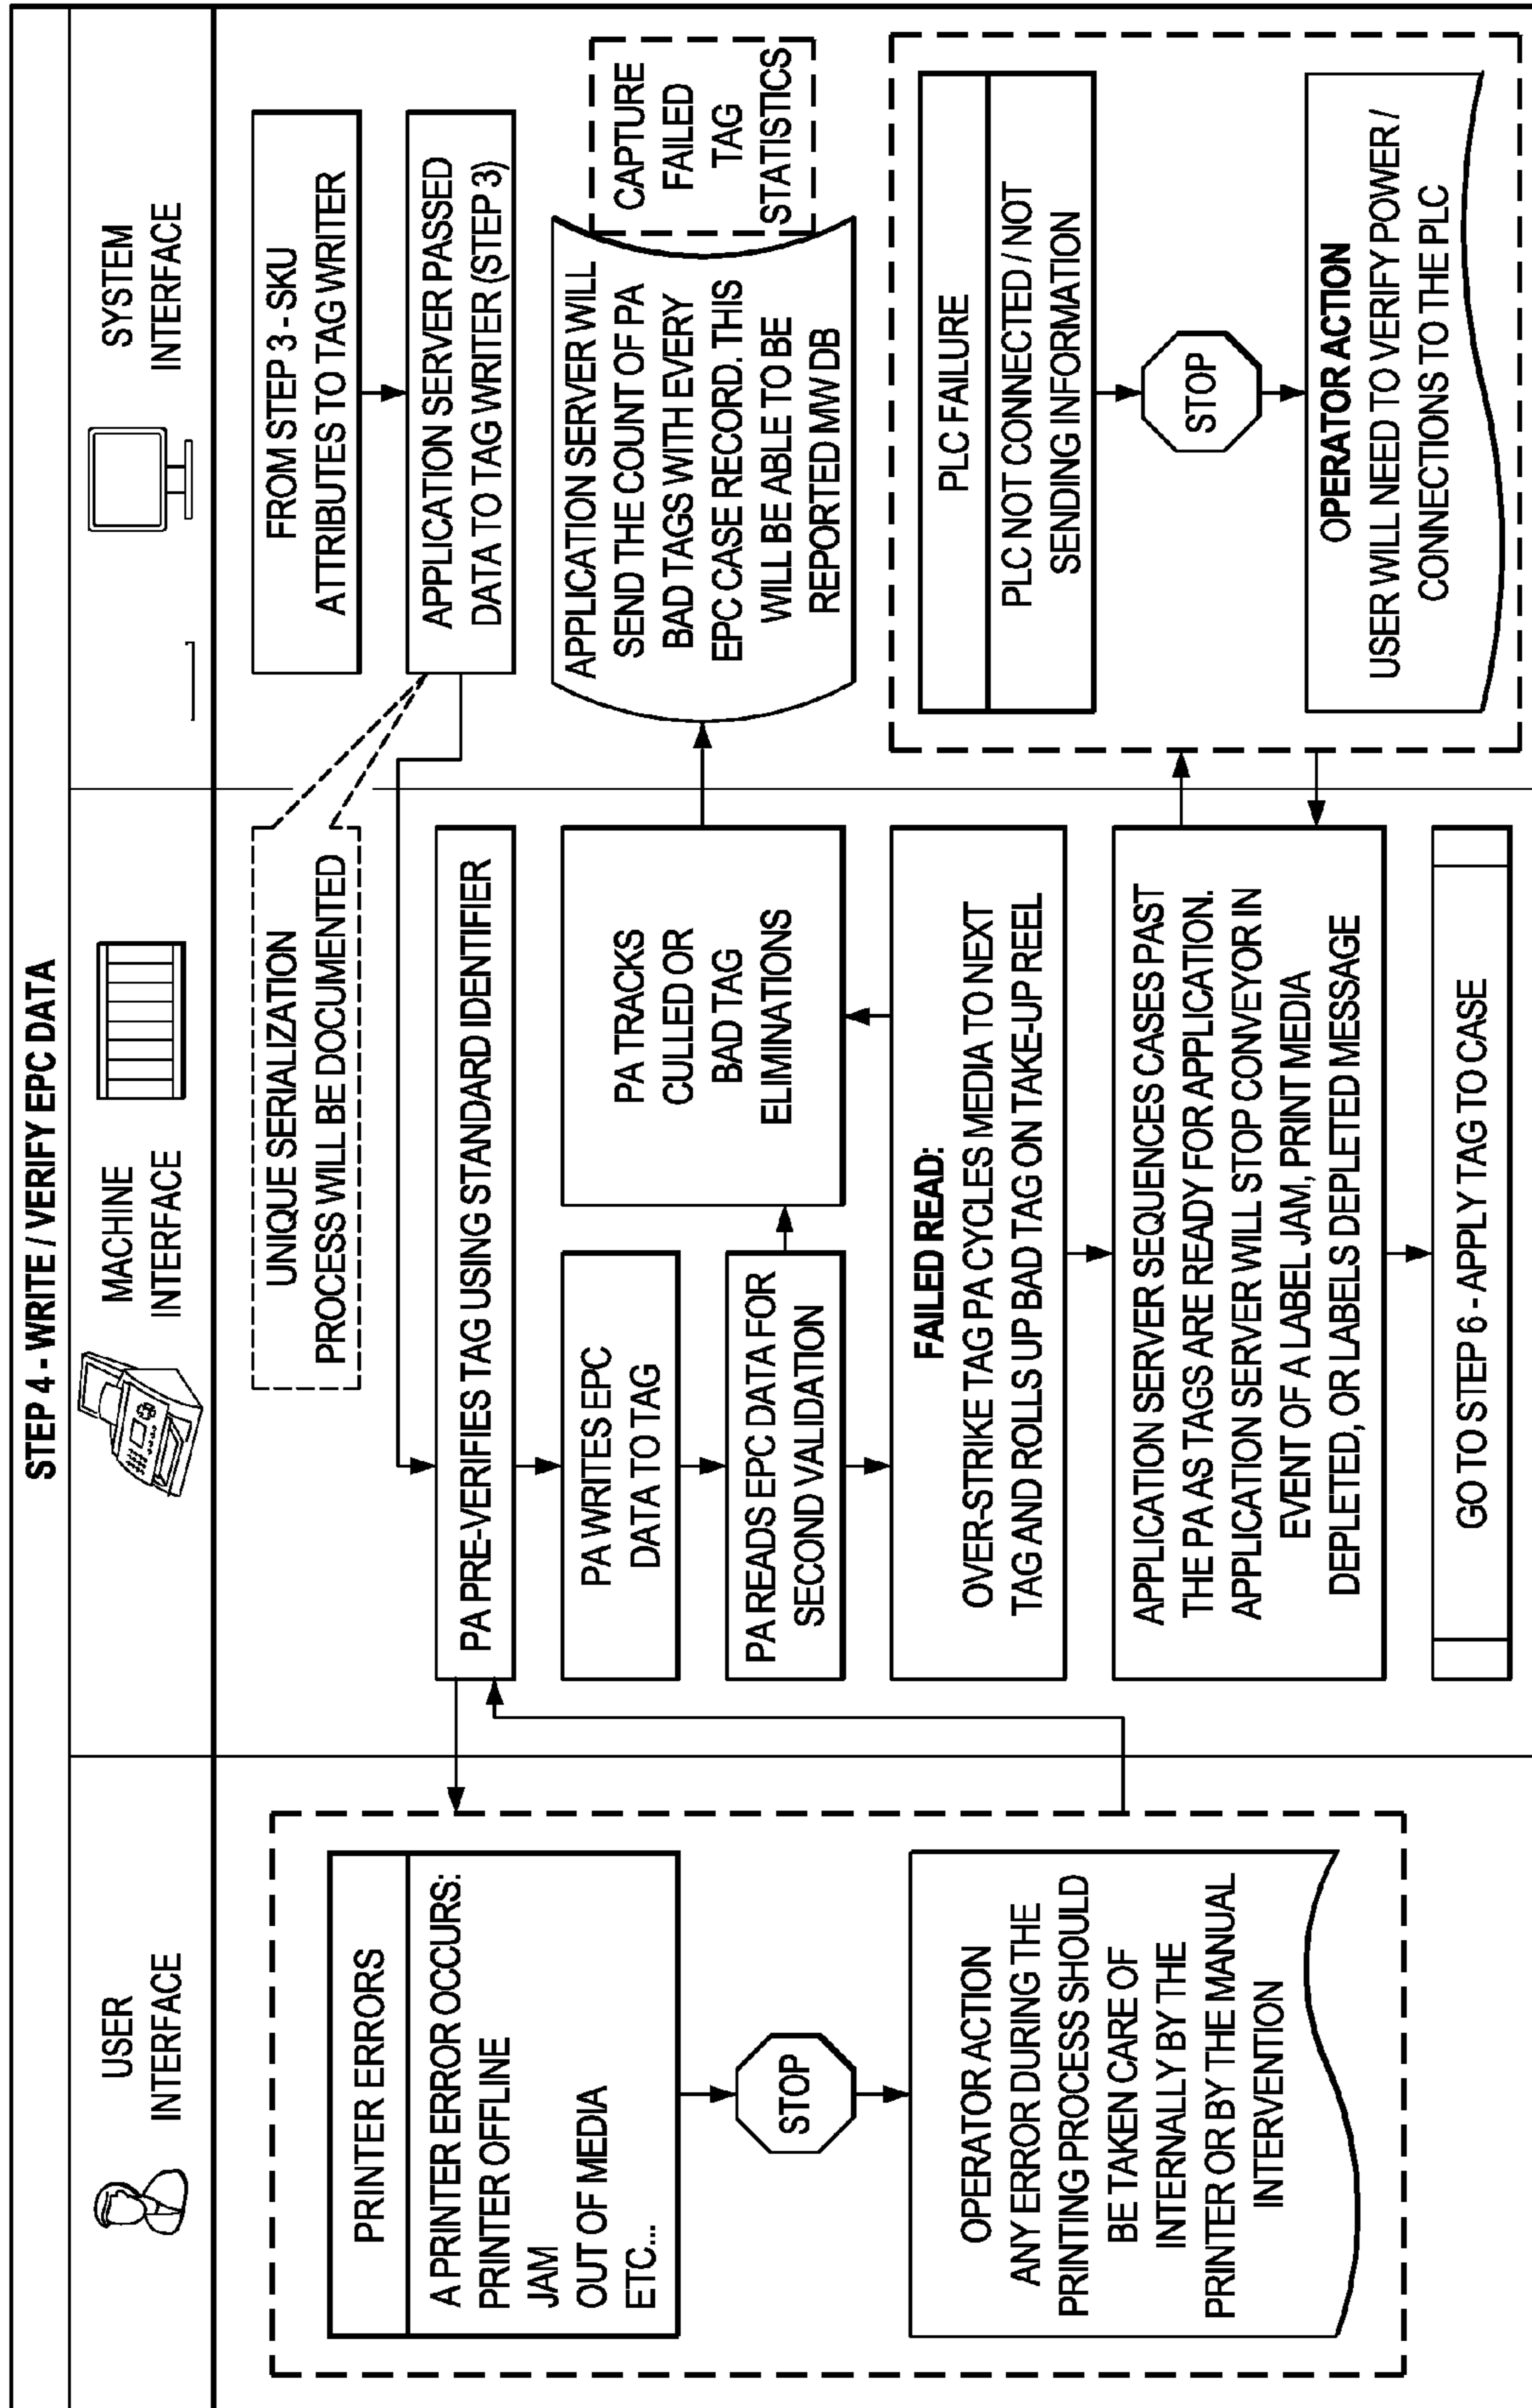 STEP 4 - WRITE / VERIFY EPC DATA
USER
INTERFACE
MACHINE
INTERFACE
SYSTEM
INTERFACE
PRINTER ERRORS
A PRINTER ERROR OCCURS:
PRINTER OFFLINE
JAM
OUT OF MEDIA
ETC...
STOP
OPERATOR ACTION
ANY ERROR DURING THE
PRINTING PROCESS SHOULD
BE TAKEN CARE OF
INTERNALLY BY THE
PRINTER OR BY THE MANUAL
INTERVENTION
UNIQUE SERIALIZATION
PROCESS WILL BE DOCUMENTED
PA PRE-VERIFIES TAG USING STANDARD IDENTIFIER
PA WRITES EPC
DATA TO TAG
PA READS EPC DATA FOR
SECOND VALIDATION
PA TRACKS
CULLED OR
BAD TAG
ELIMINATIONS
FAILED READ:
OVER-STRIKE TAG PA CYCLES MEDIA TO NEXT
TAG AND ROLLS UP BAD TAG ON TAKE-UP REEL
APPLICATION SERVER SEQUENCES CASES PAST
THE PA AS TAGS ARE READY FOR APPLICATION.
APPLICATION SERVER WILL STOP CONVEYOR IN
EVENT OF A LABEL JAM, PRINT MEDIA
DEPLETED, OR LABELS DEPLETED MESSAGE
GO TO STEP 6 - APPLY TAG TO CASE
FROM STEP 3 - SKU
ATTRIBUTES TO TAG WRITER
APPLICATION SERVER PASSED
DATA TO TAG WRITER (STEP 3)
APPLICATION SERVER WILL
SEND THE COUNT OF PA
BAD TAGS WITH EVERY
EPC CASE RECORD. THIS
WILL BE ABLE TO BE
REPORTED MW DB
CAPTURE
FAILED
TAG
STATISTICS
PLC FAILURE
PLC NOT CONNECTED / NOT
SENDING INFORMATION
STOP
OPERATOR ACTION
USER WILL NEED TO VERIFY POWER /
CONNECTIONS TO THE PLC